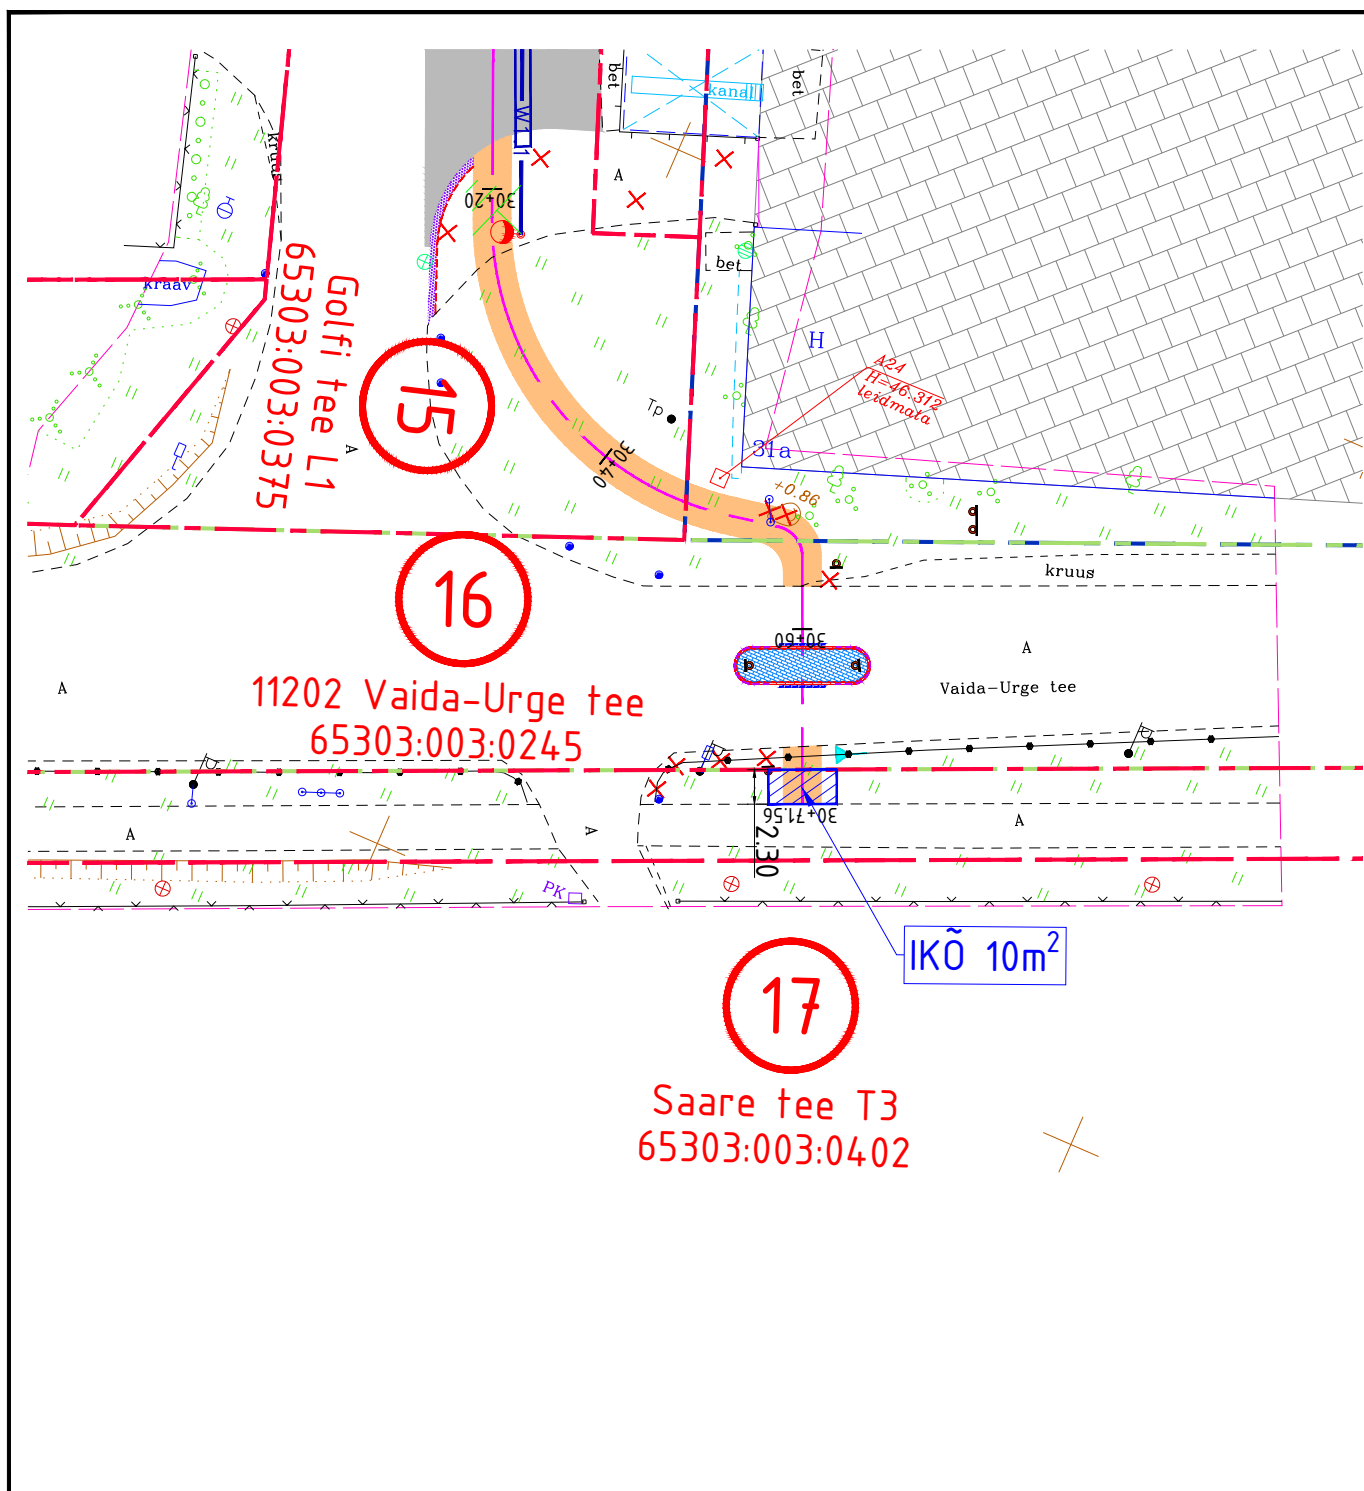 bet
kanal
bet
W 1.1
kruus
A
30+20
bet
kraav
Golfi tee L1
65303:003:0375
H
A24
H=46.312
leidmata
15
Tp
A
30+40
31a
+0.86
16
kruus
30+60
A
A
Vaida-Urge tee
11202 Vaida-Urge tee
65303:003:0245
30+71.56
A
A
A
2.30
PK
IKÕ 10m²
17
Saare tee T3
65303:003:0402